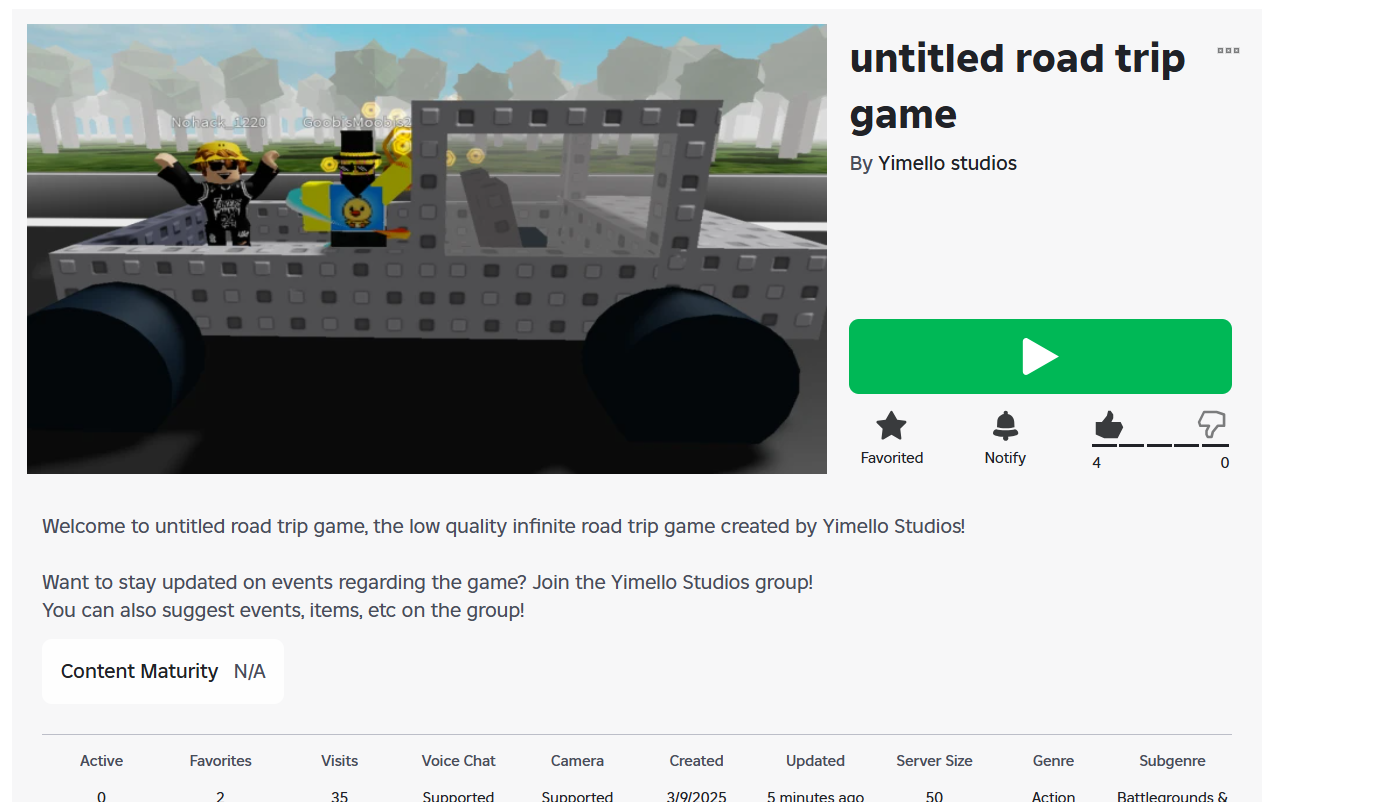 untitled road trip
game
By Yimello studios
Nohack_1220
Favorited
Notify
4
0
Welcome to untitled road trip game, the low quality infinite road trip game created by Yimello Studios!
Want to stay updated on events regarding the game? Join the Yimello Studios group!
You can also suggest events, items, etc on the group!
Content Maturity N/A
Active Favorites Visits Voice Chat Camera Created Updated Server Size Genre Subgenre
0 2 35 Supported Supported 3/9/2025 5 minutes ago 50 Action Battlegrounds &